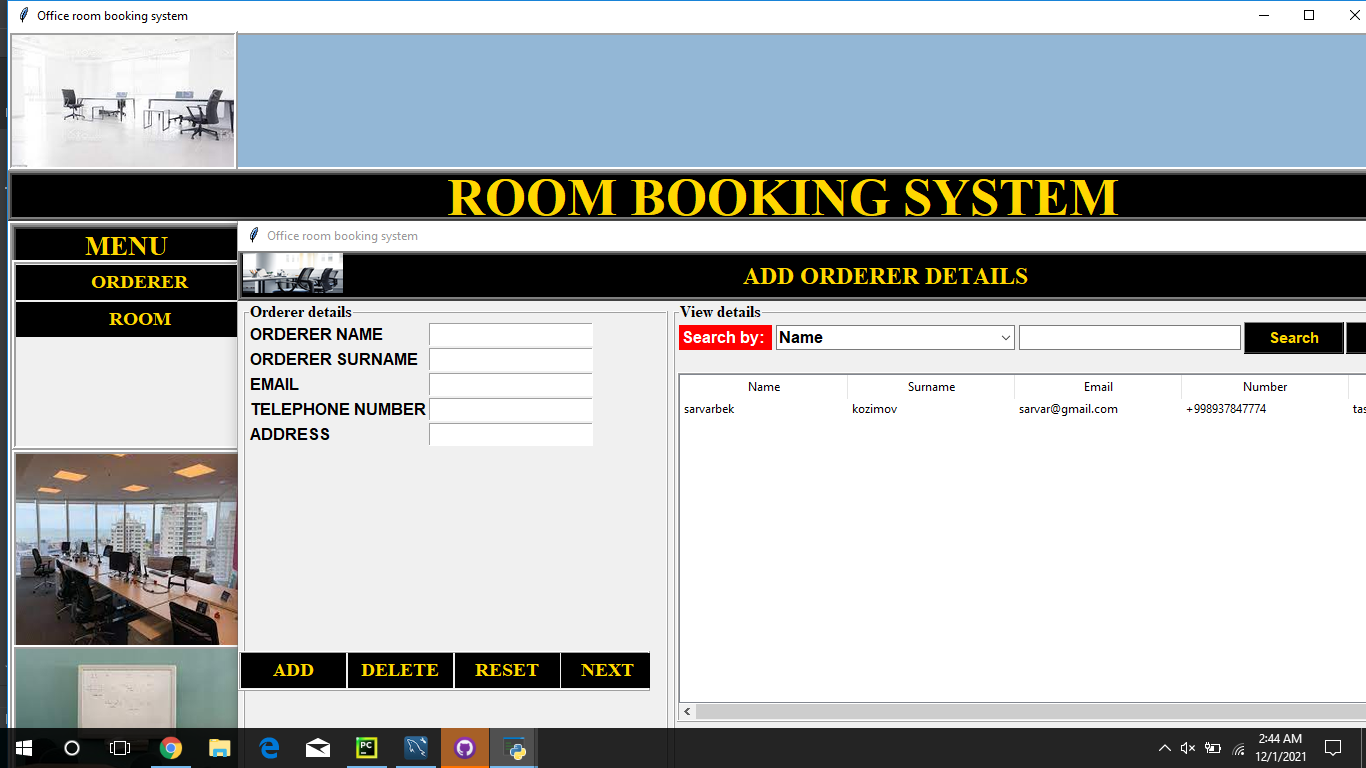 Office room booking system
ROOM BOOKING SYSTEM
MENU
ORDERER
ROOM
Office room booking system
ADD ORDERER DETAILS
Orderer details
ORDERER NAME
ORDERER SURNAME
EMAIL
TELEPHONE NUMBER
ADDRESS
ADD DELETE RESET NEXT
View details
Search by: Name Search
Name Surname Email Number
sarvarbek kozimov sarvar@gmail.com +998937847774 tas
PC
2:44 AM
12/1/2021